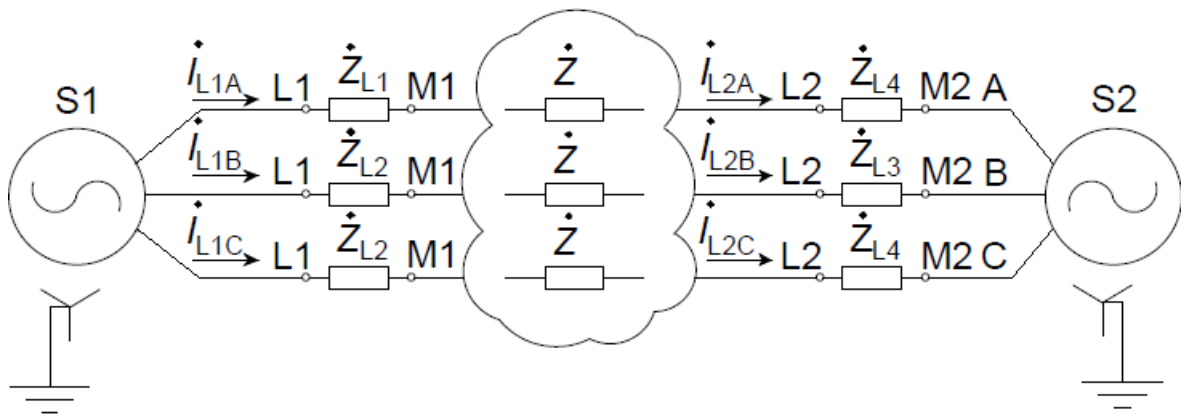 İL1A L1 ŻL1 M1 Ż İL2A L2 ŻL4 M2 A
S1 S2
İL1B L1 ŻL2 M1 Ż İL2B L2 ŻL3 M2 B
İL1C L1 ŻL2 M1 Ż İL2C L2 ŻL4 M2 C